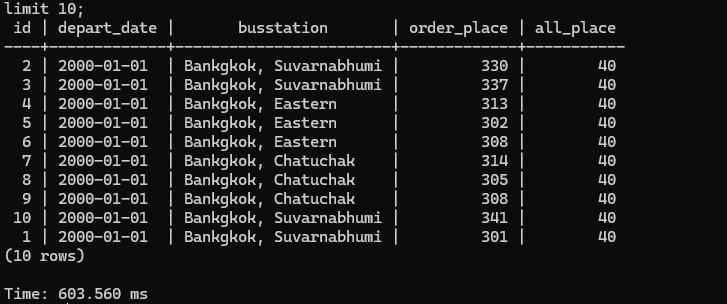 limit 10;
 id | depart_date |       busstation       | order_place | all_place
----+-------------+------------------------+-------------+-----------
  2 | 2000-01-01  | Bankgkok, Suvarnabhumi |         330 |        40
  3 | 2000-01-01  | Bankgkok, Suvarnabhumi |         337 |        40
  4 | 2000-01-01  | Bankgkok, Eastern      |         313 |        40
  5 | 2000-01-01  | Bankgkok, Eastern      |         302 |        40
  6 | 2000-01-01  | Bankgkok, Eastern      |         308 |        40
  7 | 2000-01-01  | Bankgkok, Chatuchak    |         314 |        40
  8 | 2000-01-01  | Bankgkok, Chatuchak    |         305 |        40
  9 | 2000-01-01  | Bankgkok, Chatuchak    |         308 |        40
 10 | 2000-01-01  | Bankgkok, Suvarnabhumi |         341 |        40
  1 | 2000-01-01  | Bankgkok, Suvarnabhumi |         301 |        40
(10 rows)
Time: 603.560 ms